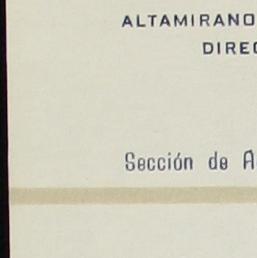 ALTAMIRANO
DIREC
Sección de A